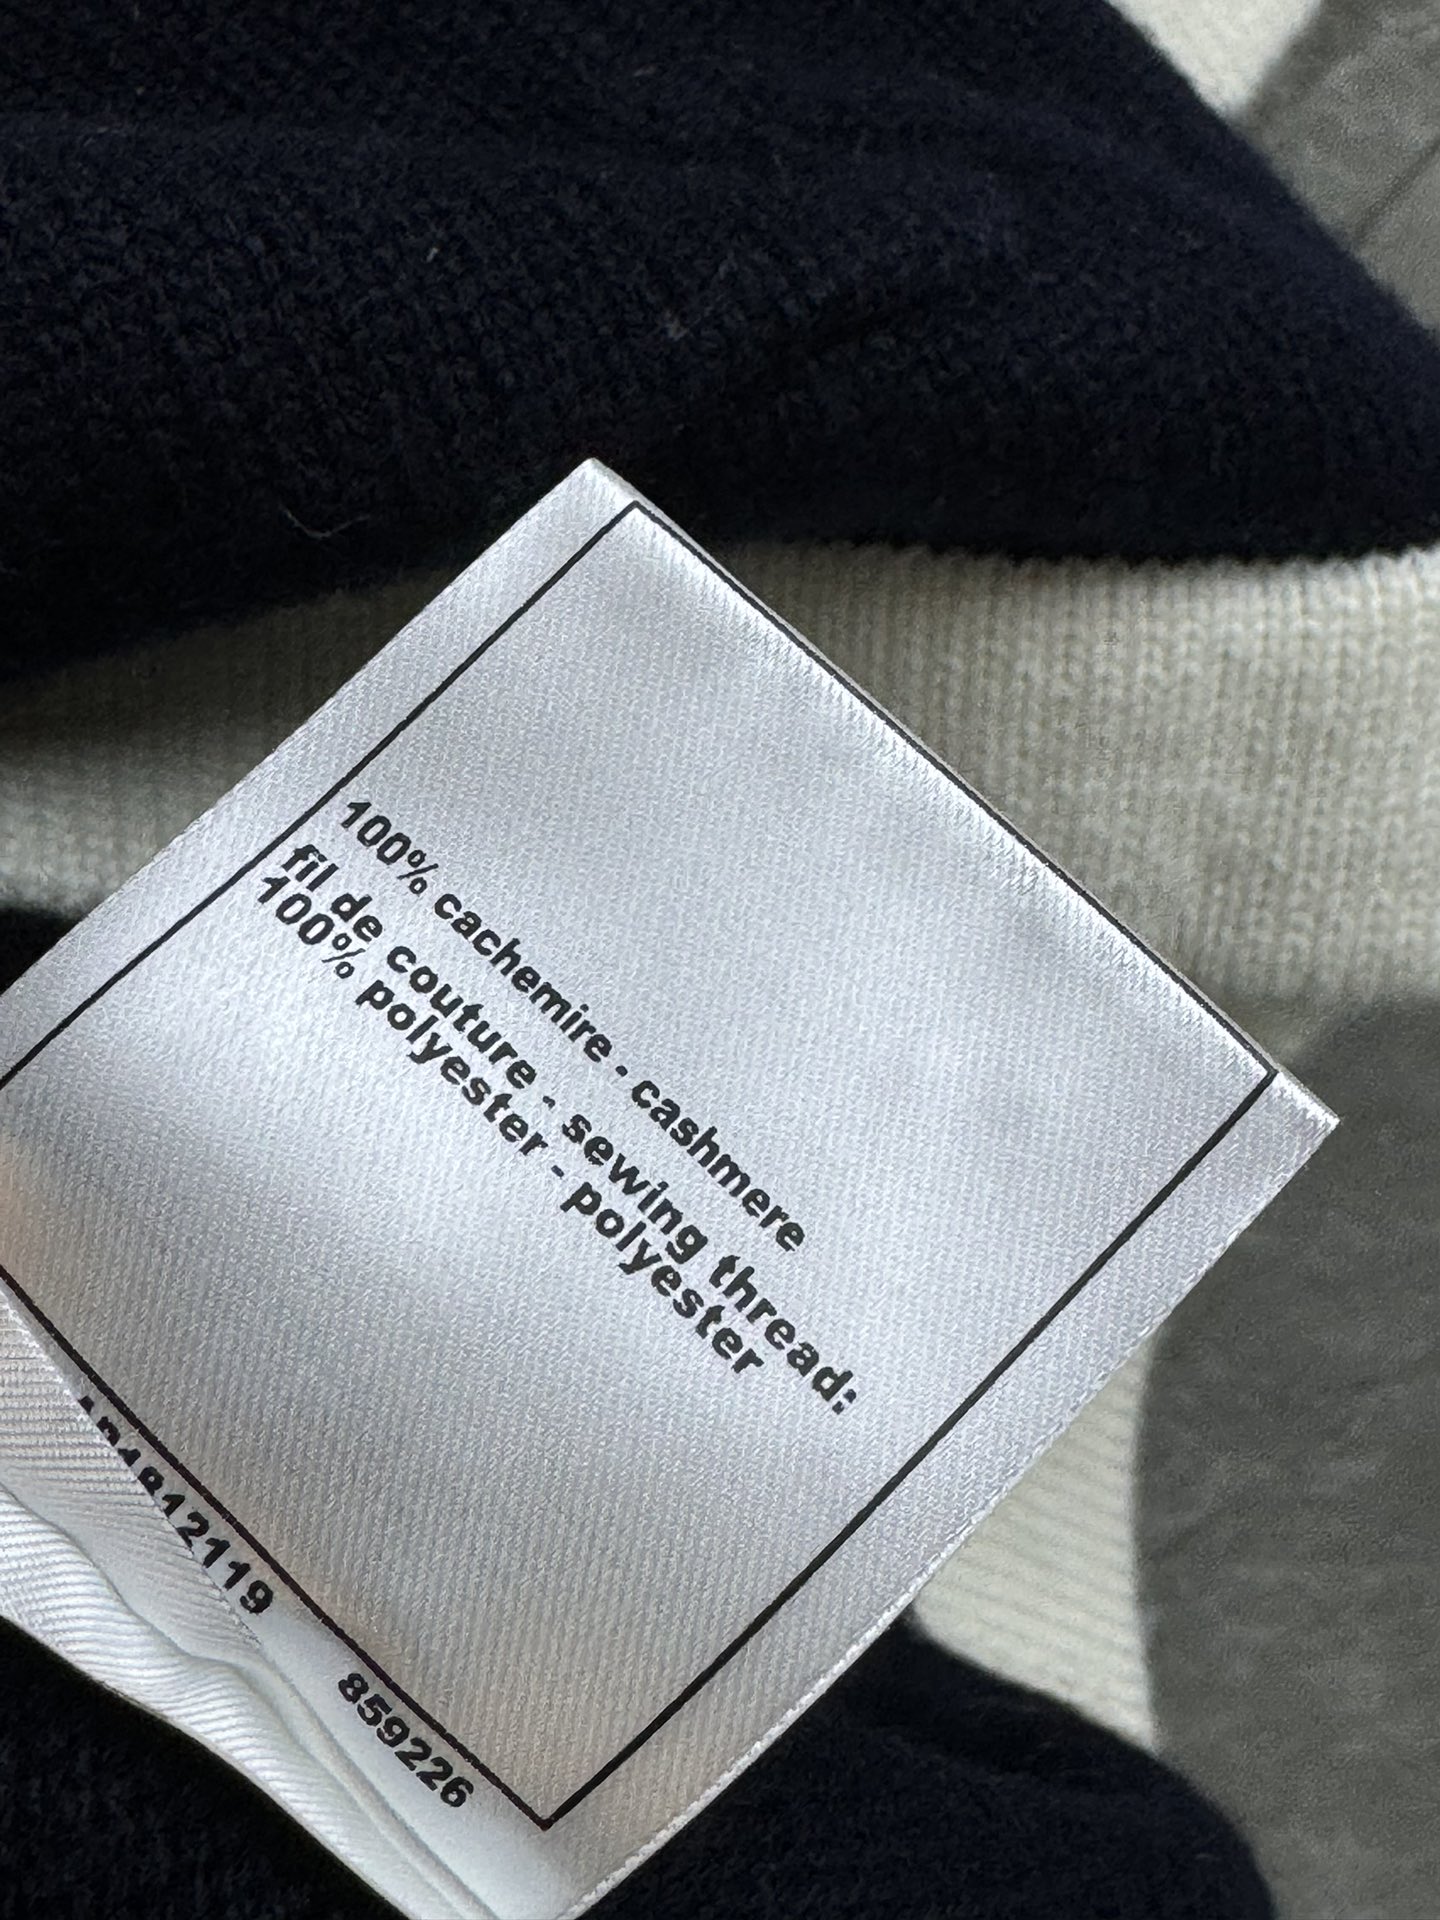 100% cachemire - cashmere
fil de couture - sewing thread:
100% polyester - polyester
859226